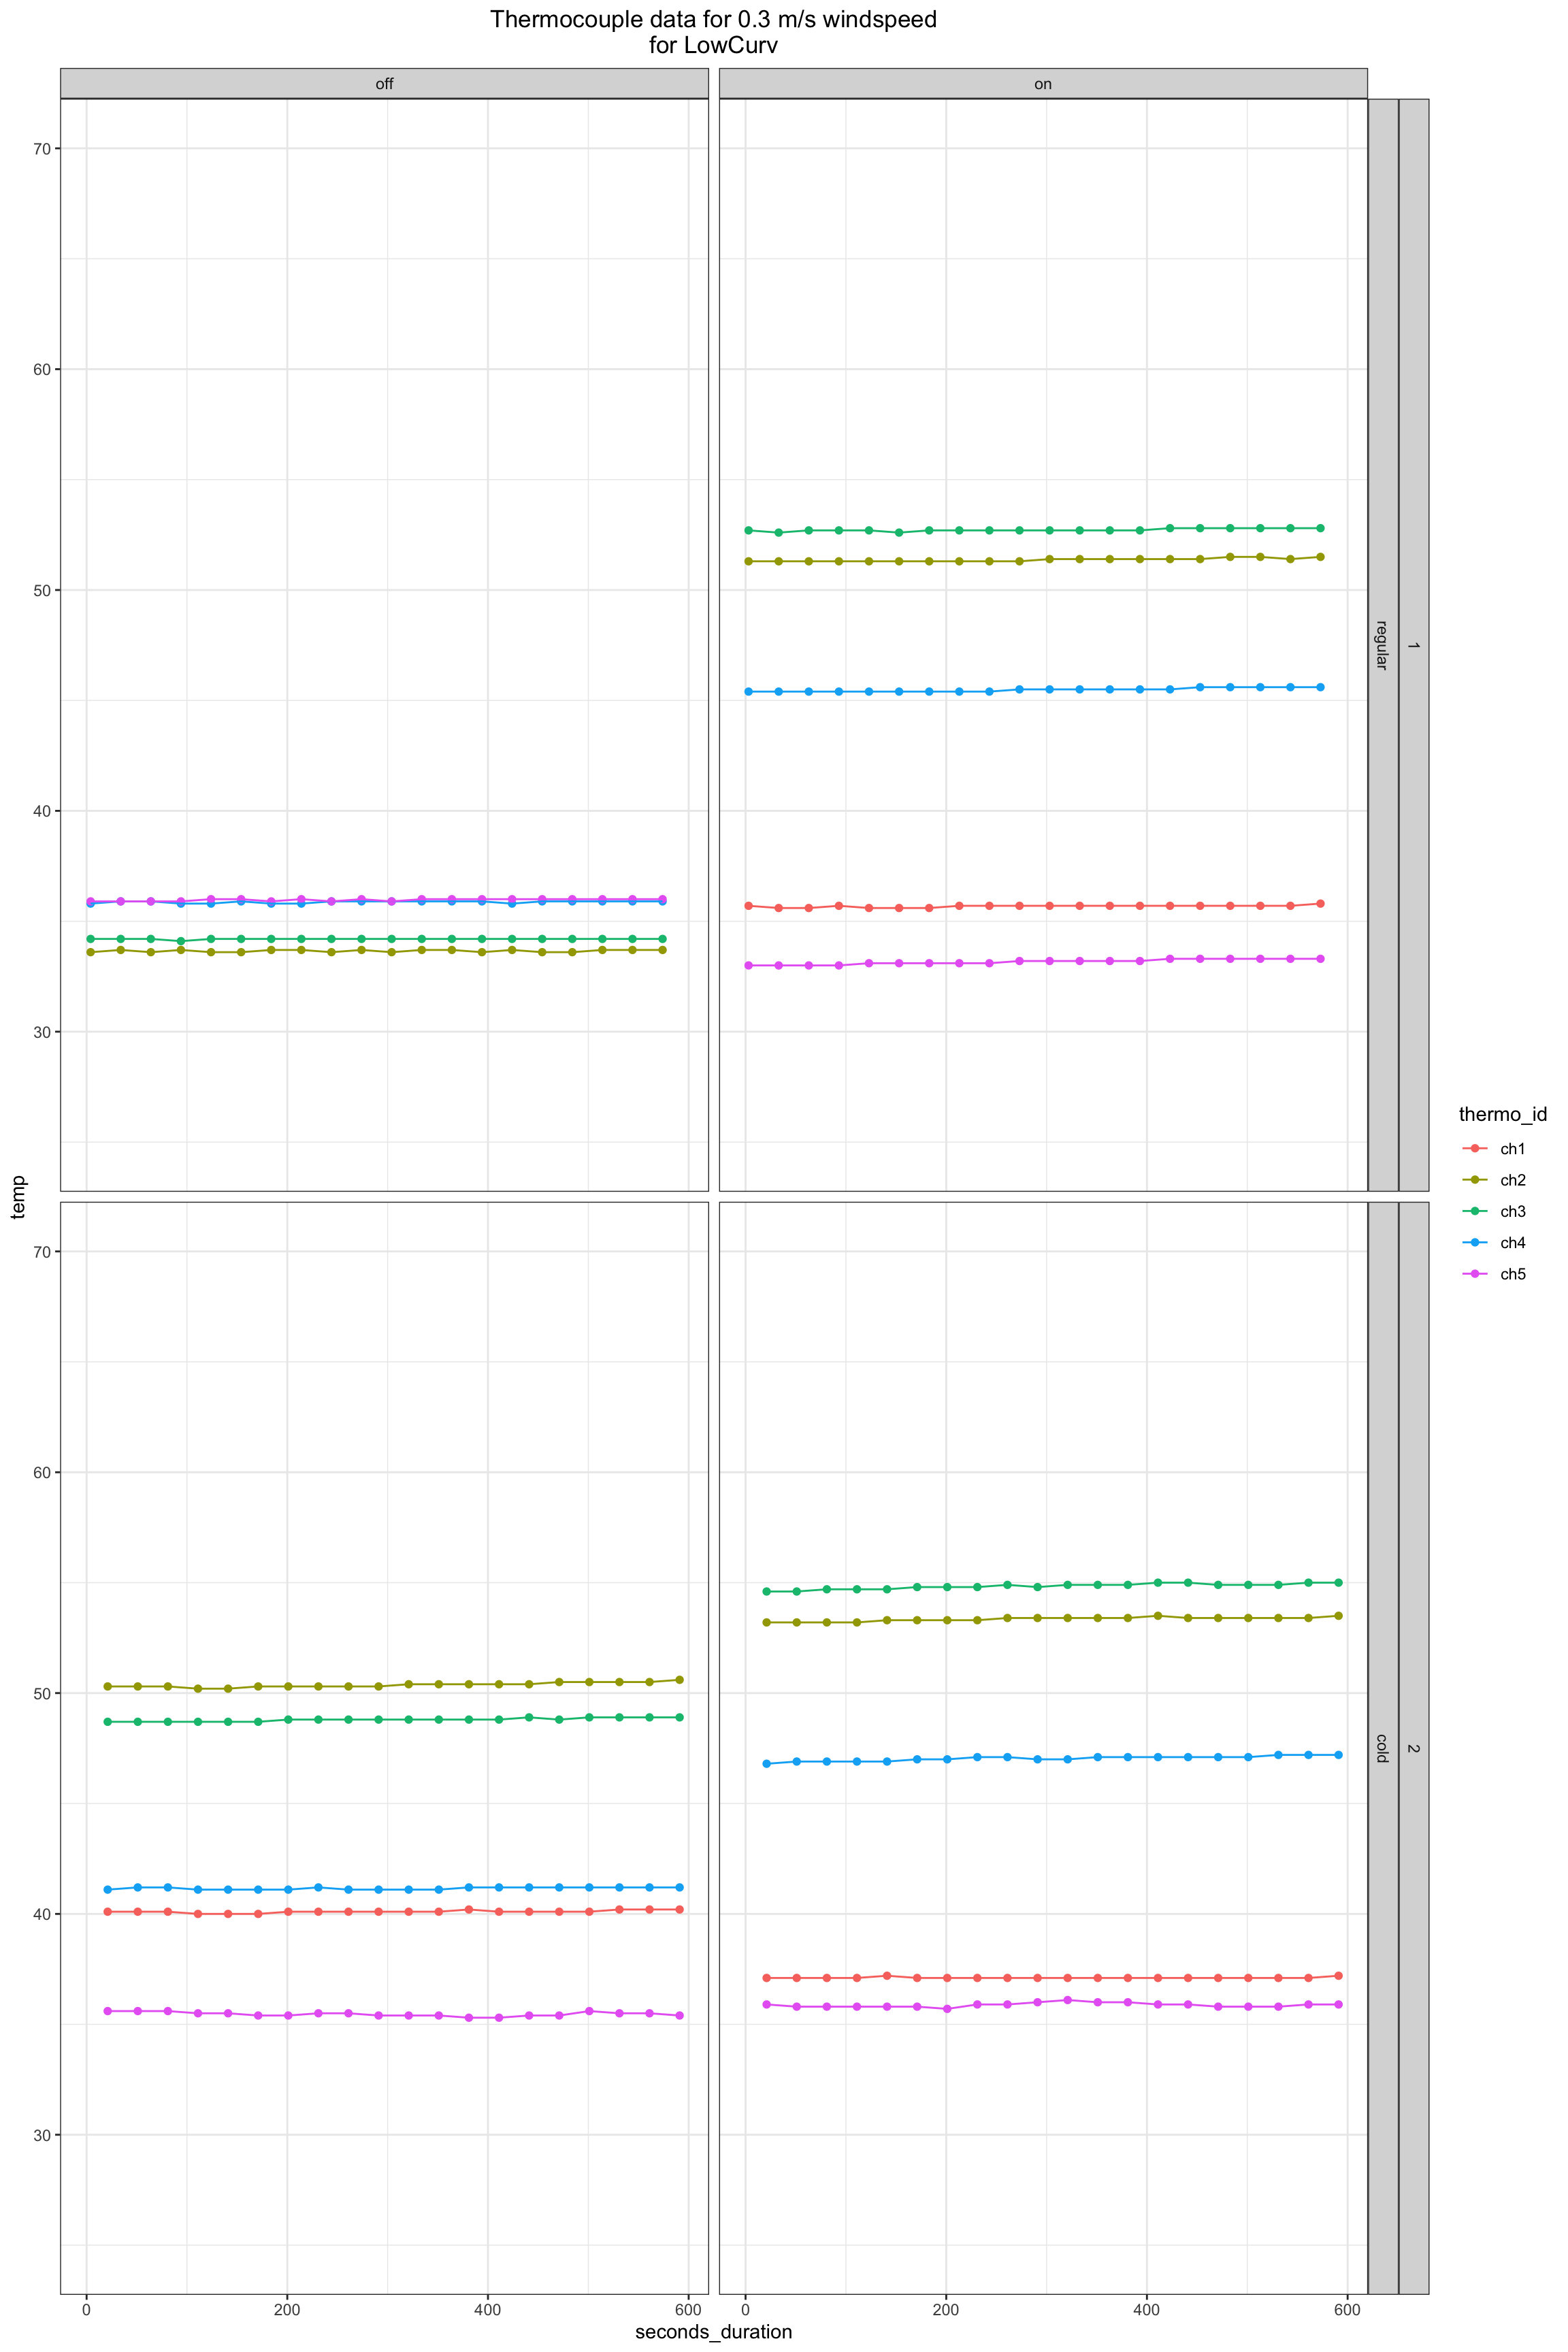 Thermocouple data for 0.3 m/s windspeed
for LowCurv
off
on
70
60
50
40
30
regular
1
temp
70
60
50
40
30
cold
2
0
200
400
600
0
200
400
600
seconds_duration
thermo_id
ch1
ch2
ch3
ch4
ch5